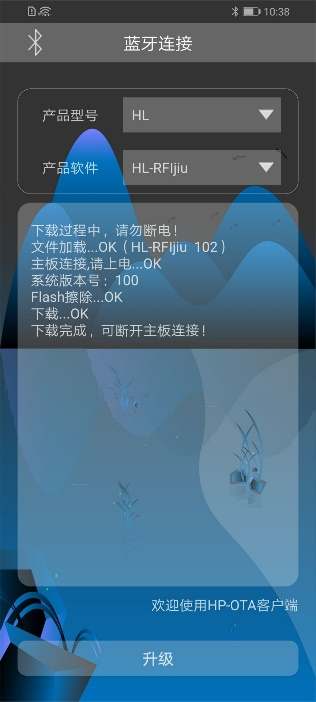 10:38
蓝牙连接
产品型号 HL
产品软件 HL-RFIjiu
下载过程中，请勿断电！
文件加载...OK（HL-RFIjiu 102）
主板连接,请上电...OK
系统版本号：100
Flash擦除...OK
下载...OK
下载完成，可断开主板连接！
欢迎使用HP-OTA客户端
升级